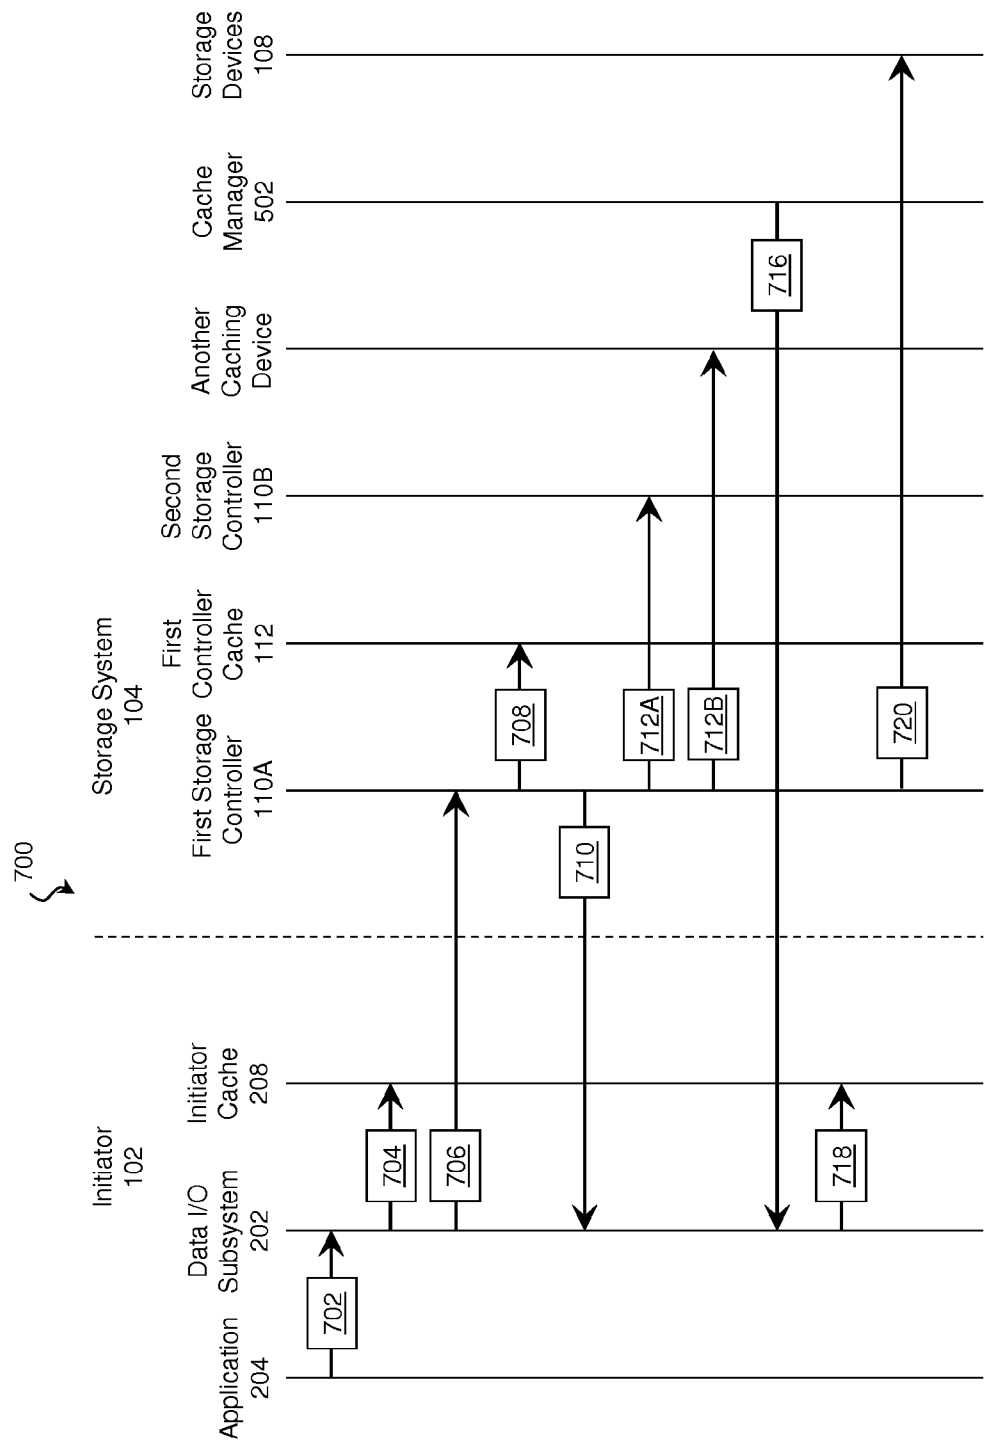 700
Initiator
102
Storage System
104
Application
204
Data I/O
Subsystem
202
Initiator
Cache
208
First Storage
Controller
110A
First
Controller
Cache
112
Second
Storage
Controller
110B
Another
Caching
Device
Cache
Manager
502
Storage
Devices
108
702
704
706
708
710
712A
712B
716
718
720